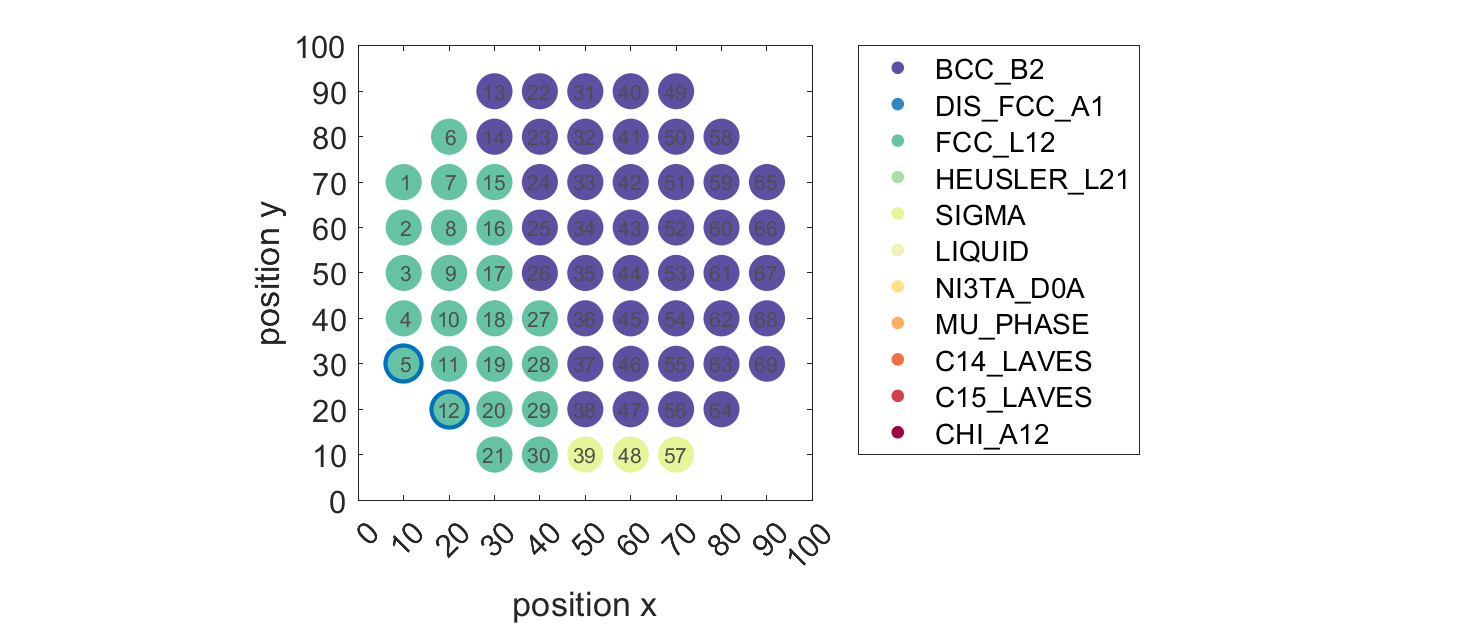 100
90
80
70
60
50
40
30
20
10
0
position y
13 22 31 40 49
6 14 23 32 41 50 58
1 7 15 24 33 42 51 59 65
2 8 16 25 34 43 52 60 66
3 9 17 26 35 44 53 61 67
4 10 18 27 36 45 54 62 68
5 11 19 28 37 46 55 63 69
12 20 29 38 47 56 64
21 30 39 48 57
0 10 20 30 40 50 60 70 80 90 100
position x
BCC_B2
DIS_FCC_A1
FCC_L12
HEUSLER_L21
SIGMA
LIQUID
NI3TA_D0A
MU_PHASE
C14_LAVES
C15_LAVES
CHI_A12